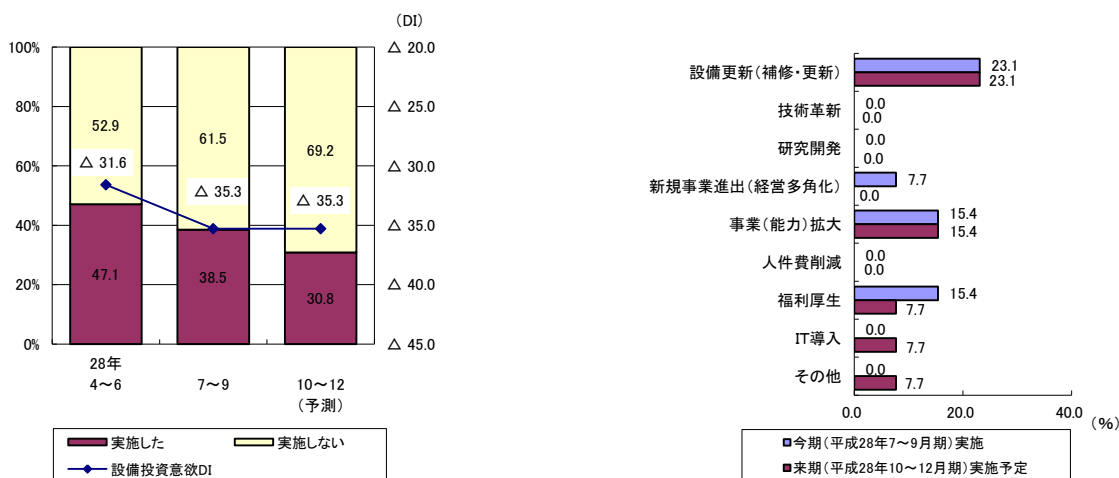 (DI)
100%
80%
60%
40%
20%
0%
△ 20.0
△ 25.0
△ 30.0
△ 35.0
△ 40.0
△ 45.0
52.9
61.5
69.2
△ 31.6
△ 35.3
△ 35.3
47.1
38.5
30.8
28年
4～6
7～9
10～12
（予測）
実施した
実施しない
設備投資意欲DI
設備更新（補修・更新）
23.1
23.1
技術革新
0.0
0.0
研究開発
0.0
0.0
新規事業進出（経営多角化）
7.7
0.0
事業（能力）拡大
15.4
15.4
人件費削減
0.0
0.0
福利厚生
15.4
7.7
IT導入
0.0
7.7
その他
0.0
7.7
0.0
20.0
40.0
（%）
今期（平成28年7～9月期）実施
来期（平成28年10～12月期）実施予定